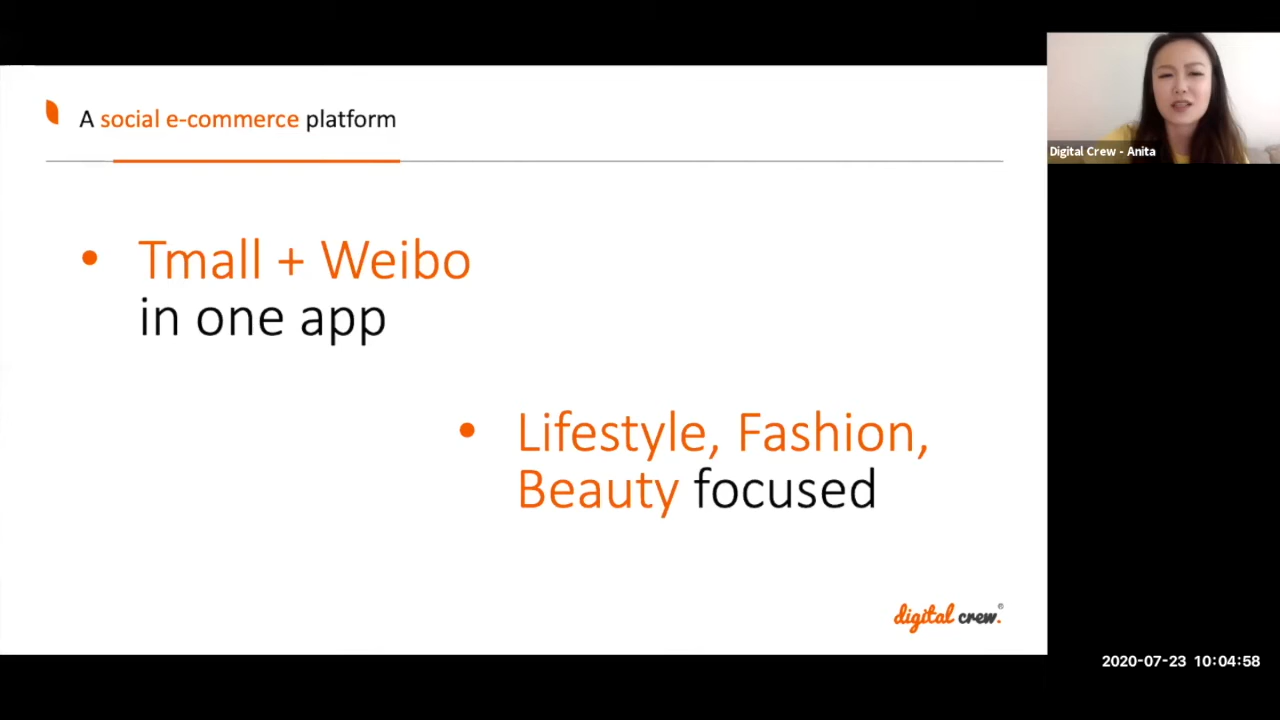 A social e-commerce platform
• Tmall + Weibo
in one app
• Lifestyle, Fashion,
Beauty focused
digital crew.®
Digital Crew - Anita
2020-07-23 10:04:58